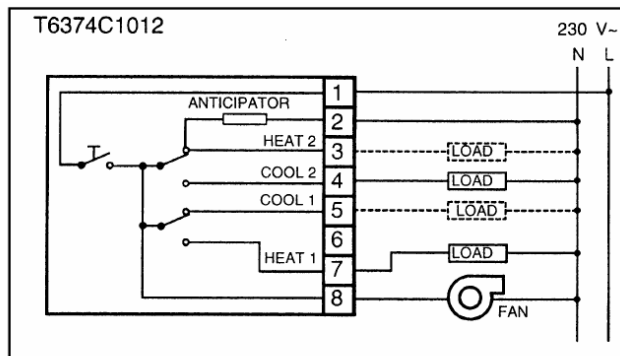 T6374C1012
230 V~
N L
1
ANTICIPATOR
2
HEAT 2
3 LOAD
COOL 2
4 LOAD
COOL 1
5 LOAD
6
HEAT 1
7 LOAD
8
FAN
T